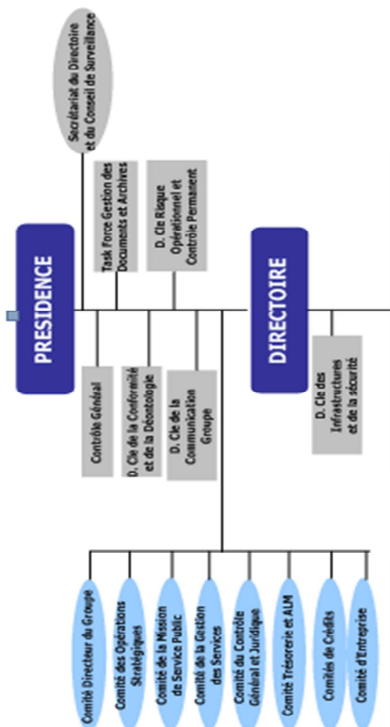 PRESIDENCE
Secrétariat du Directoire
et du Conseil de Surveillance
Task Force Gestion des
Documents et Archives
D. Cle Risque
Opérationnel et
Contrôle Permanent
Contrôle Général
D. Cle de la Conformité
et de la Déontologie
D. Cle de la
Communication
Groupe
DIRECTOIRE
D. Cle des
Infrastructures
et de la sécurité
Comité Directeur du Groupe
Comité des Opérations
Stratégiques
Comité de la Mission
de Service Public
Comité de la Gestion
des Services
Comité du Contrôle
Général et Juridique
Comité Trésorerie et ALM
Comités de Crédits
Comité d'Entreprise